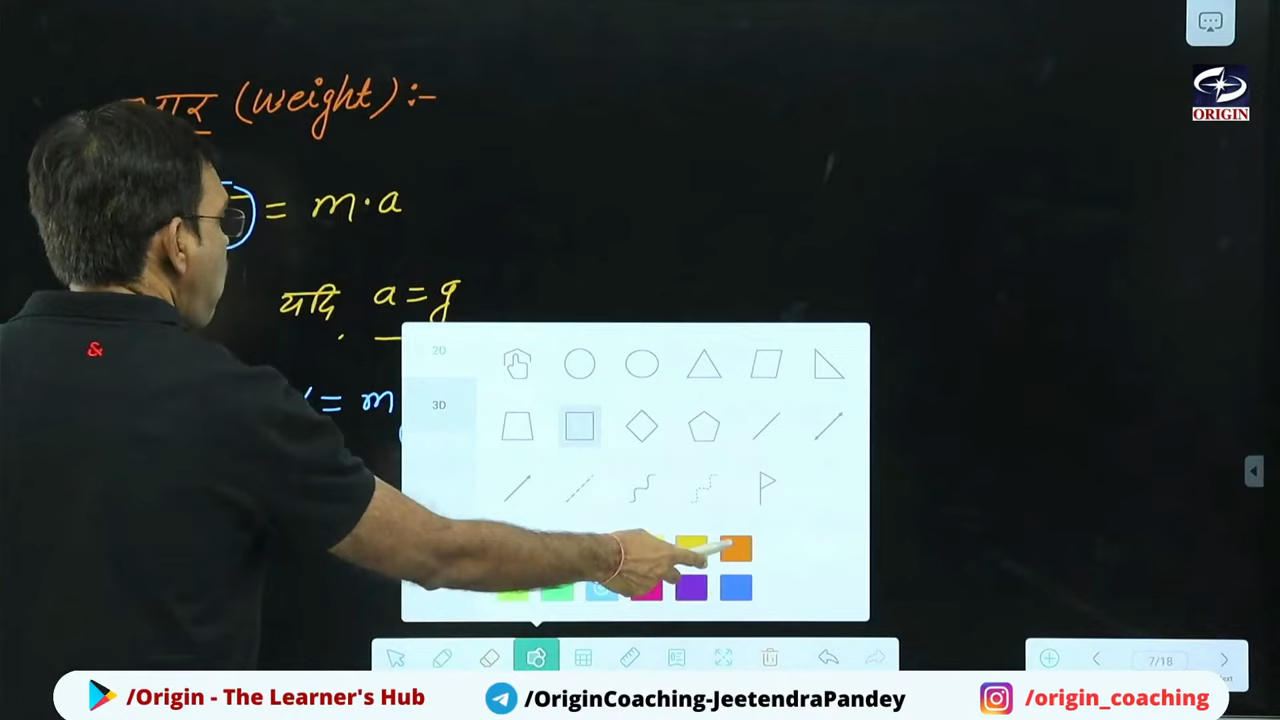 (weight) :-
= m·a
यदि a = g
= m
2D
3D
7/18
ORIGIN
/Origin - The Learner's Hub
/OriginCoaching-JeetendraPandey
/origin_coaching